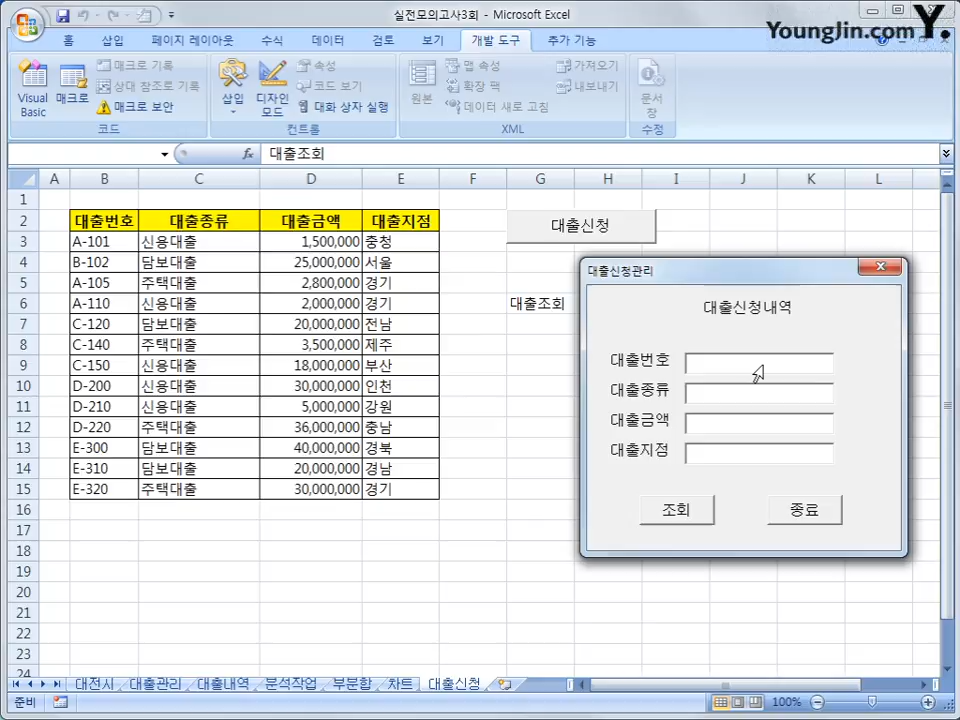 실전모의고사3회 - Microsoft Excel
YoungJin.com Y.
홈 삽입 페이지 레이아웃 수식 데이터 검토 보기 개발 도구 추가 기능
Visual Basic
매크로
매크로 기록
상대 참조로 기록
매크로 보안
코드
삽입
디자인 모드
속성
코드 보기
대화 상자 실행
컨트롤
원본
맵 속성
확장 팩
데이터 새로 고침
가져오기
내보내기
XML
문서 창
수정
fx 대출조회
A B C D E F G H I J K L
1
2 대출번호 대출종류 대출금액 대출지점 대출신청
3 A-101 신용대출 1,500,000 충청
4 B-102 담보대출 25,000,000 서울
5 A-105 주택대출 2,800,000 경기
6 A-110 신용대출 2,000,000 경기 대출조회
7 C-120 담보대출 20,000,000 전남
8 C-140 주택대출 3,500,000 제주
9 C-150 신용대출 18,000,000 부산
10 D-200 신용대출 30,000,000 인천
11 D-210 신용대출 5,000,000 강원
12 D-220 주택대출 36,000,000 충남
13 E-300 담보대출 40,000,000 경북
14 E-310 담보대출 20,000,000 경남
15 E-320 주택대출 30,000,000 경기
16
17
18
19
20
21
22
23
24
대출신청관리
대출신청내역
대출번호
대출종류
대출금액
대출지점
조회 종료
대전시 대출관리 대출내역 분석작업 부분합 차트 대출신청
준비 100%